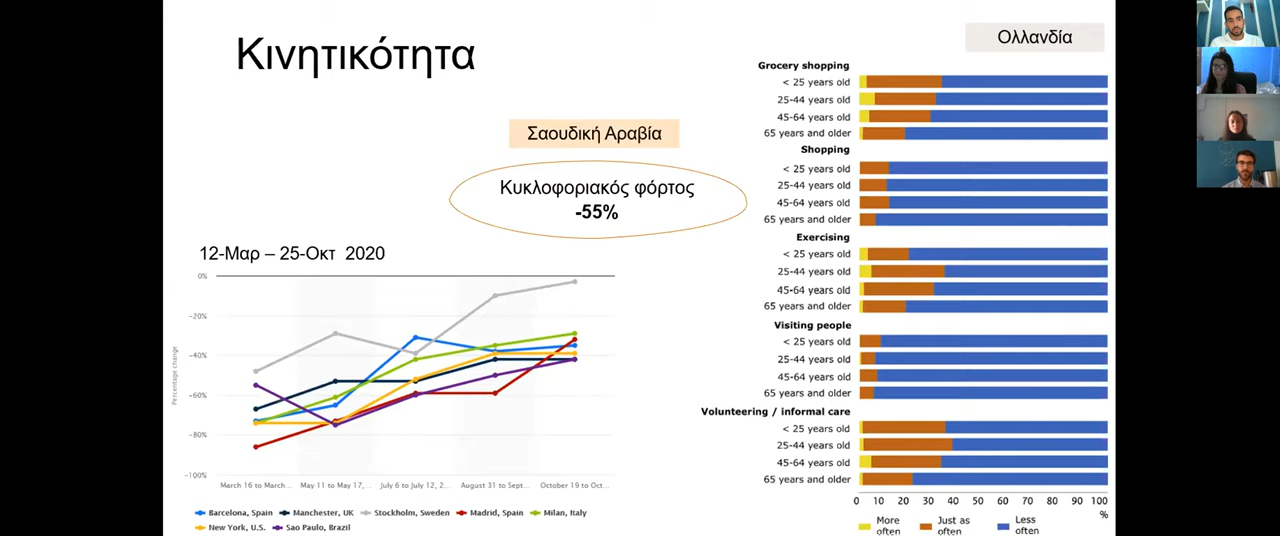 Κινητικότητα
Ολλανδία
Σαουδική Αραβία
Κυκλοφοριακός φόρτος
-55%
12-Μαρ – 25-Οκτ 2020
0%
-20%
-40%
-60%
-80%
-100%
Percentage change
March 16 to March...
May 11 to May 17,...
July 6 to July 12, 2...
August 31 to Sept...
October 19 to Oct...
Barcelona, Spain
Manchester, UK
Stockholm, Sweden
Madrid, Spain
Milan, Italy
New York, U.S.
Sao Paulo, Brazil
Grocery shopping
< 25 years old
25-44 years old
45-64 years old
65 years and older
Shopping
< 25 years old
25-44 years old
45-64 years old
65 years and older
Exercising
< 25 years old
25-44 years old
45-64 years old
65 years and older
Visiting people
< 25 years old
25-44 years old
45-64 years old
65 years and older
Volunteering / informal care
< 25 years old
25-44 years old
45-64 years old
65 years and older
0 10 20 30 40 50 60 70 80 90 100
%
More often
Just as often
Less often